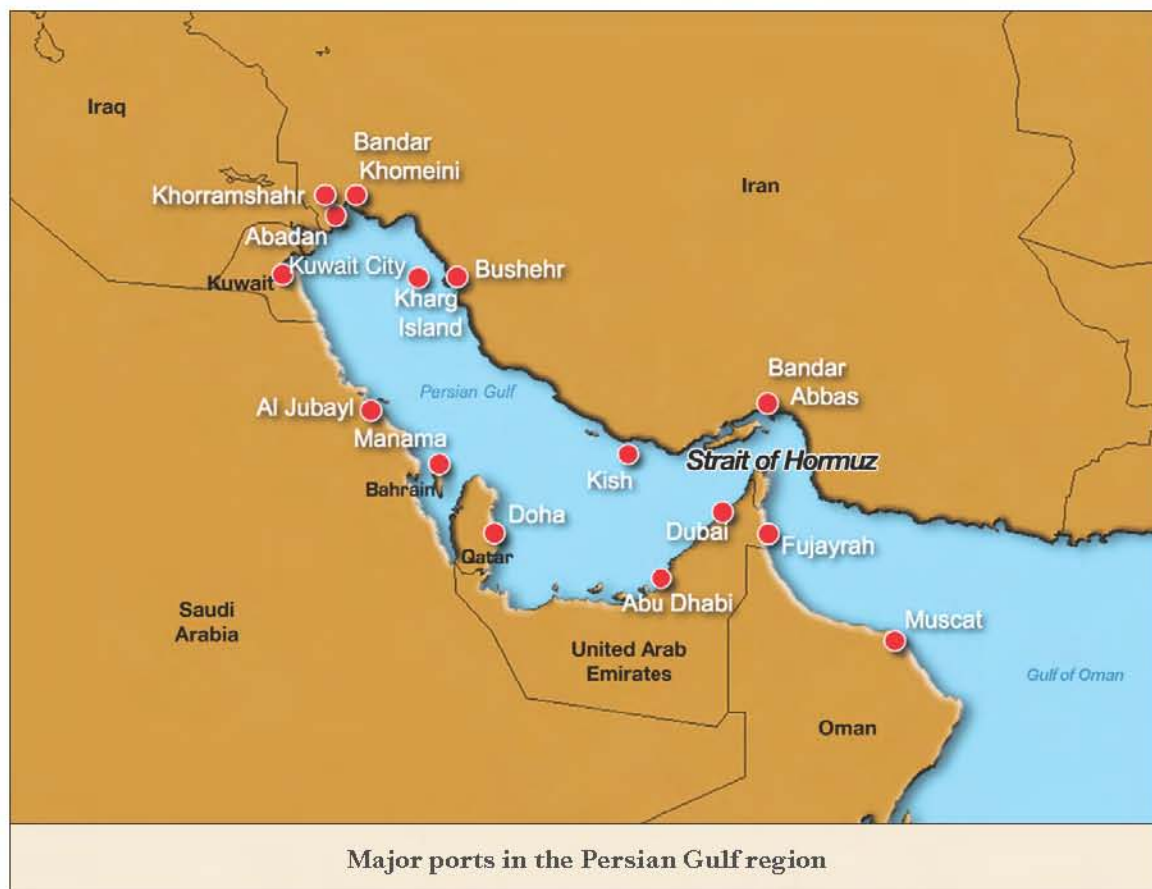 Iraq
Bandar
Khomeini
Iran
Khorramshahr
Abadan
Kuwait City
Kuwait
Bushehr
Kharg
Island
Bandar
Abbas
Persian Gulf
Al Jubayl
Manama
Strait of Hormuz
Kish
Bahrain
Doha
Dubai
Fujayrah
Qatar
Abu Dhabi
Saudi
Arabia
Muscat
United Arab
Emirates
Gulf of Oman
Oman
Major ports in the Persian Gulf region